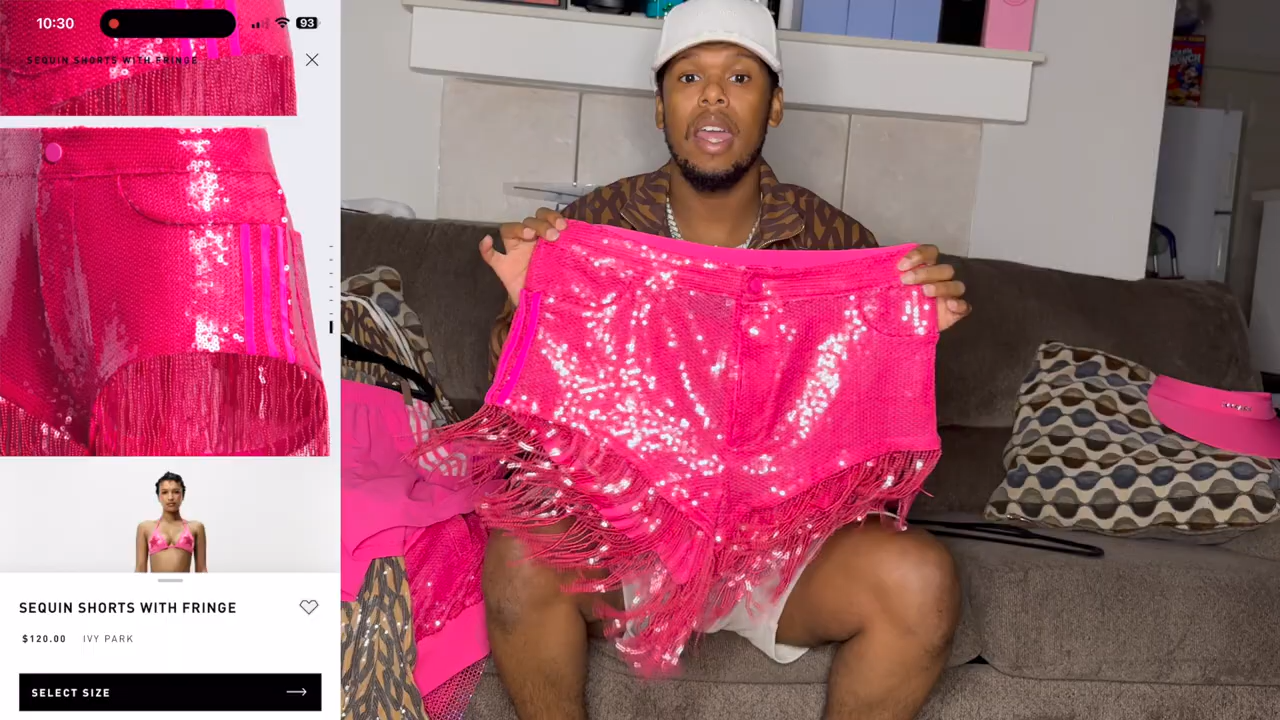 10:30
93
SEQUIN SHORTS WITH FRINGE
SEQUIN SHORTS WITH FRINGE
$120.00 IVY PARK
SELECT SIZE